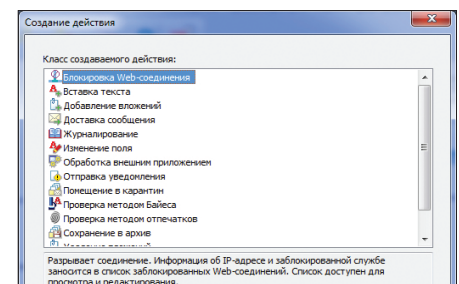 Создание действия
Класс создаваемого действия:
Блокировка Web-соединения
Вставка текста
Добавление вложений
Доставка сообщения
Журналирование
Изменение поля
Обработка внешним приложением
Отправка уведомления
Помещение в карантин
Проверка методом Байеса
Проверка методом отпечатков
Сохранение в архив
Разрывает соединение. Информация об IP-адресе и заблокированной службе
заносится в список заблокированных Web-соединений. Список доступен для
просмотра и редактирования.